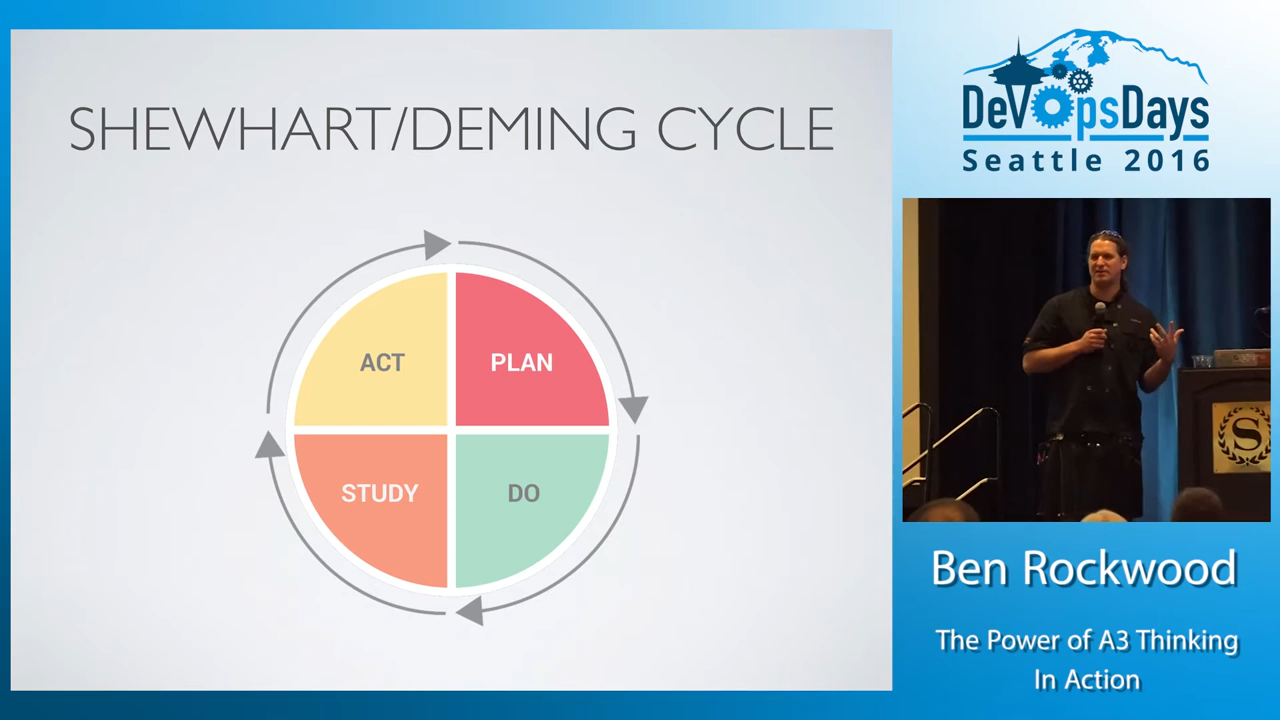 SHEWHART/DEMING CYCLE
ACT
PLAN
STUDY
DO
DevOpsDays
Seattle 2016
S
Ben Rockwood
The Power of A3 Thinking
In Action